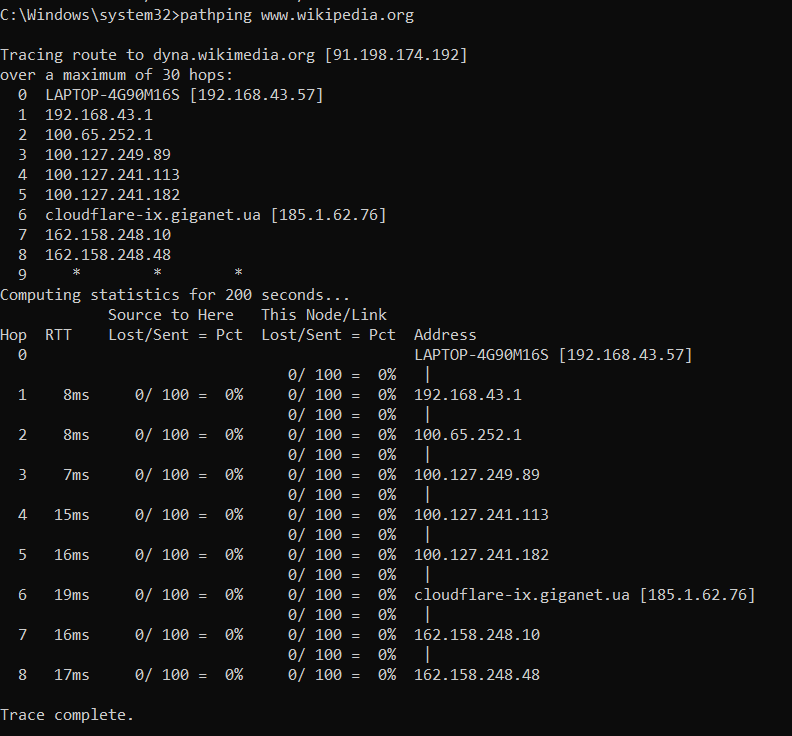 C:\Windows\system32>pathping www.wikipedia.org

Tracing route to dyna.wikimedia.org [91.198.174.192]
over a maximum of 30 hops:
  0  LAPTOP-4G90M16S [192.168.43.57]
  1  192.168.43.1
  2  100.65.252.1
  3  100.127.249.89
  4  100.127.241.113
  5  100.127.241.182
  6  cloudflare-ix.giganet.ua [185.1.62.76]
  7  162.158.248.10
  8  162.158.248.48
  9     *        *        *
Computing statistics for 200 seconds...
            Source to Here   This Node/Link
Hop  RTT    Lost/Sent = Pct  Lost/Sent = Pct  Address
  0                                           LAPTOP-4G90M16S [192.168.43.57]
                                0/ 100 =  0%   |
  1    8ms     0/ 100 =  0%     0/ 100 =  0%  192.168.43.1
                                0/ 100 =  0%   |
  2    8ms     0/ 100 =  0%     0/ 100 =  0%  100.65.252.1
                                0/ 100 =  0%   |
  3    7ms     0/ 100 =  0%     0/ 100 =  0%  100.127.249.89
                                0/ 100 =  0%   |
  4   15ms     0/ 100 =  0%     0/ 100 =  0%  100.127.241.113
                                0/ 100 =  0%   |
  5   16ms     0/ 100 =  0%     0/ 100 =  0%  100.127.241.182
                                0/ 100 =  0%   |
  6   19ms     0/ 100 =  0%     0/ 100 =  0%  cloudflare-ix.giganet.ua [185.1.62.76]
                                0/ 100 =  0%   |
  7   16ms     0/ 100 =  0%     0/ 100 =  0%  162.158.248.10
                                0/ 100 =  0%   |
  8   17ms     0/ 100 =  0%     0/ 100 =  0%  162.158.248.48

Trace complete.